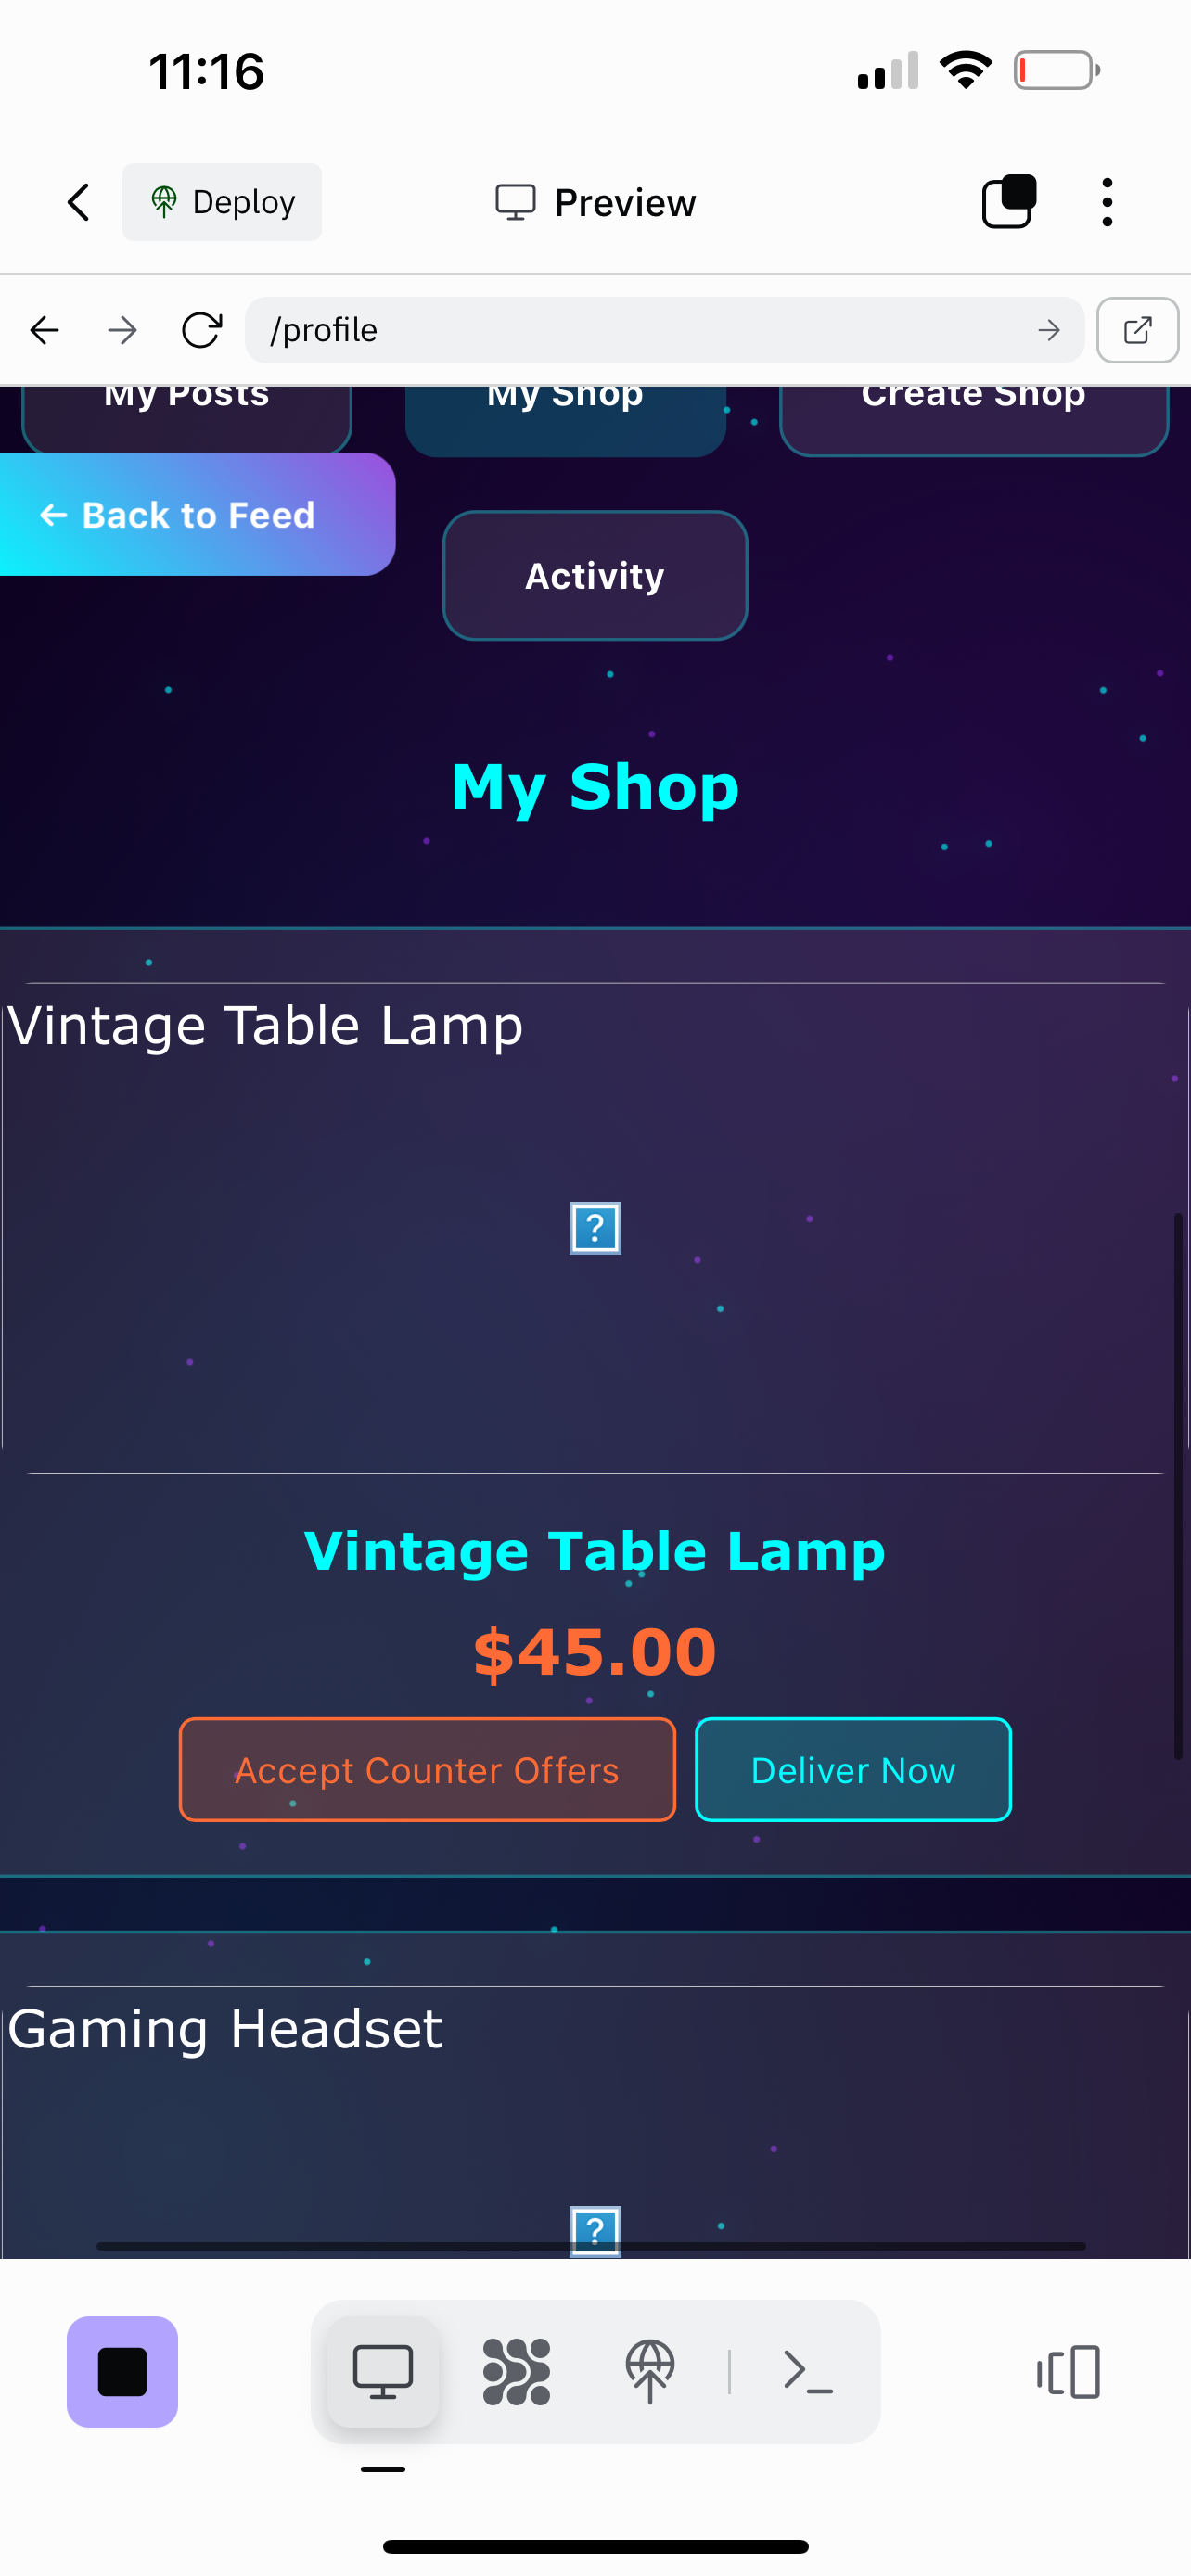 11:16
Deploy
Preview
/profile
My Posts
My Shop
Create Shop
← Back to Feed
Activity
My Shop
Vintage Table Lamp
?
Vintage Table Lamp
$45.00
Accept Counter Offers
Deliver Now
Gaming Headset
?